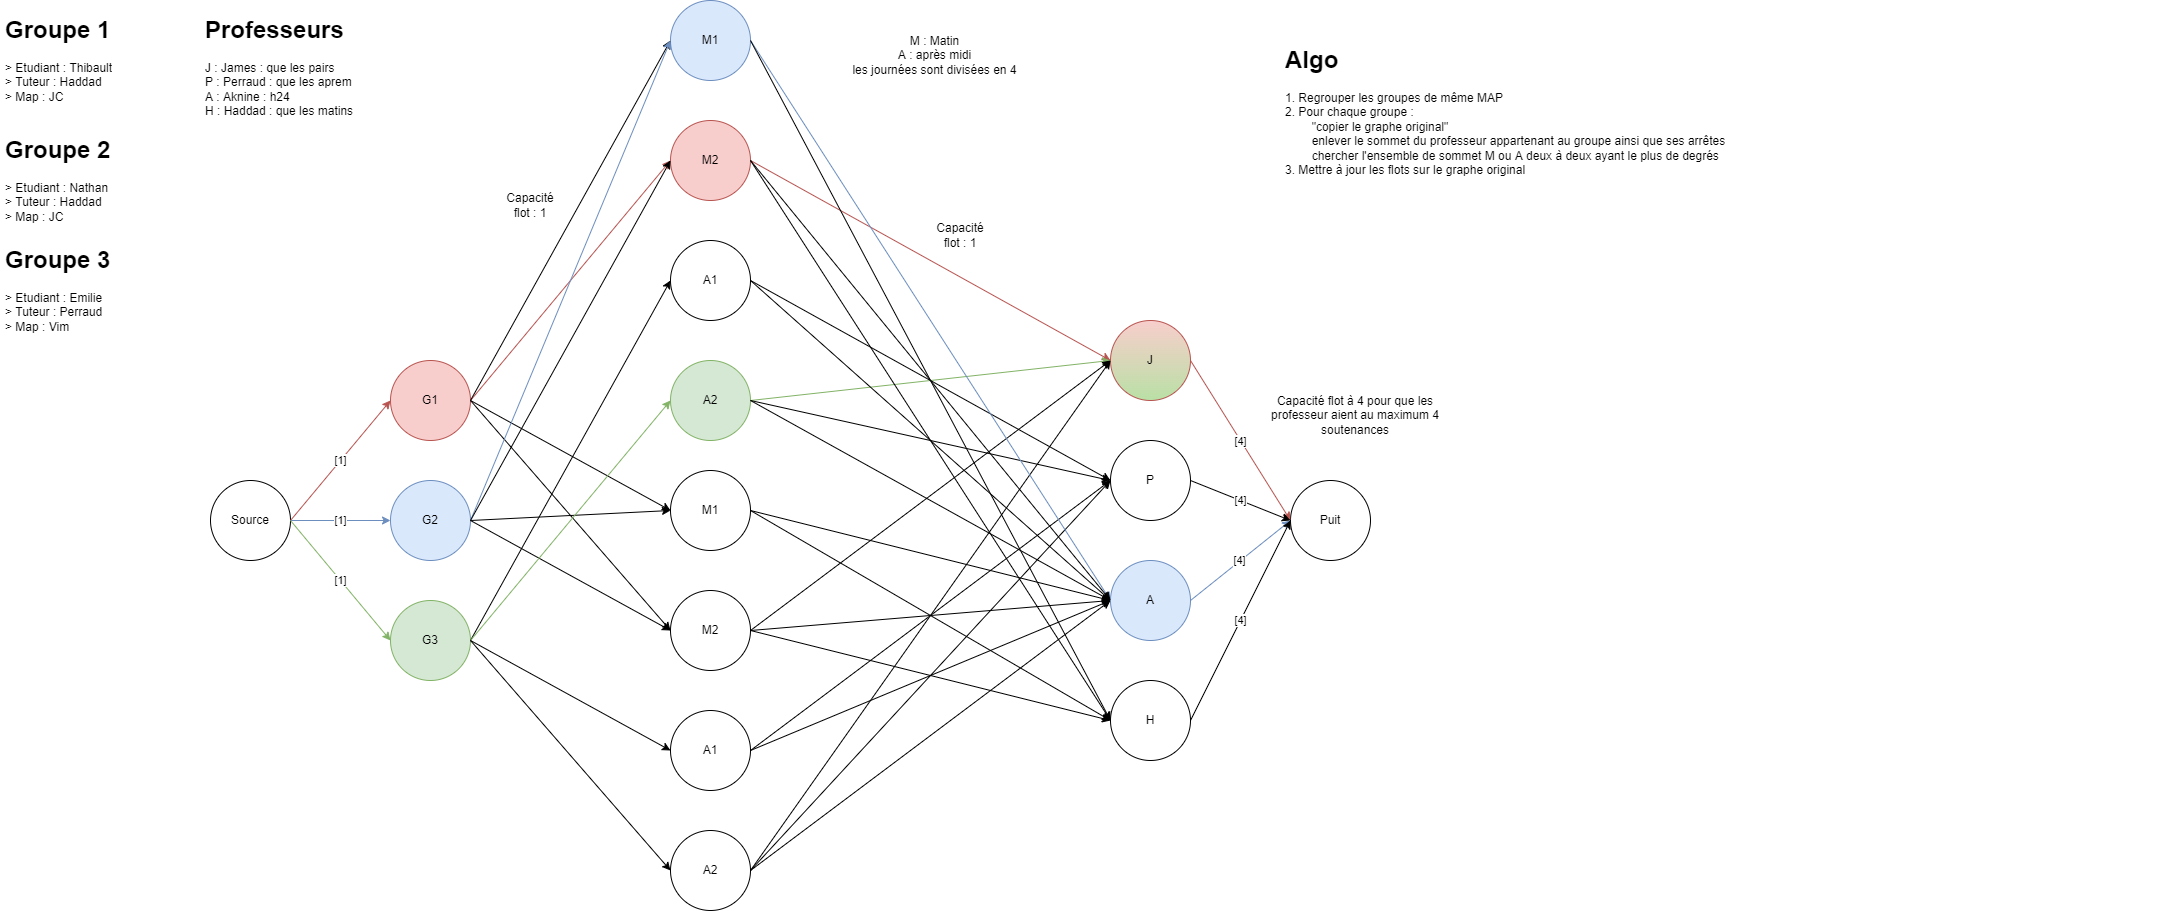 Groupe 1
> Etudiant : Thibault
> Tuteur : Haddad
> Map : JC
Groupe 2
> Etudiant : Nathan
> Tuteur : Haddad
> Map : JC
Groupe 3
> Etudiant : Emilie
> Tuteur : Perraud
> Map : Vim
Professeurs
J : James : que les pairs
P : Perraud : que les aprem
A : Aknine : h24
H : Haddad : que les matins
M : Matin
A : après midi
les journées sont divisées en 4
Algo
1. Regrouper les groupes de même MAP
2. Pour chaque groupe :
"copier le graphe original"
enlever le sommet du professeur appartenant au groupe ainsi que ses arrêtes
chercher l'ensemble de sommet M ou A deux à deux ayant le plus de degrés
3. Mettre à jour les flots sur le graphe original
Source
[1]
[1]
[1]
G1
G2
G3
Capacité
flot : 1
M1
M2
A1
A2
M1
M2
A1
A2
Capacité
flot : 1
J
P
A
H
[4]
[4]
[4]
[4]
Capacité flot à 4 pour que les
professeur aient au maximum 4
soutenances
Puit